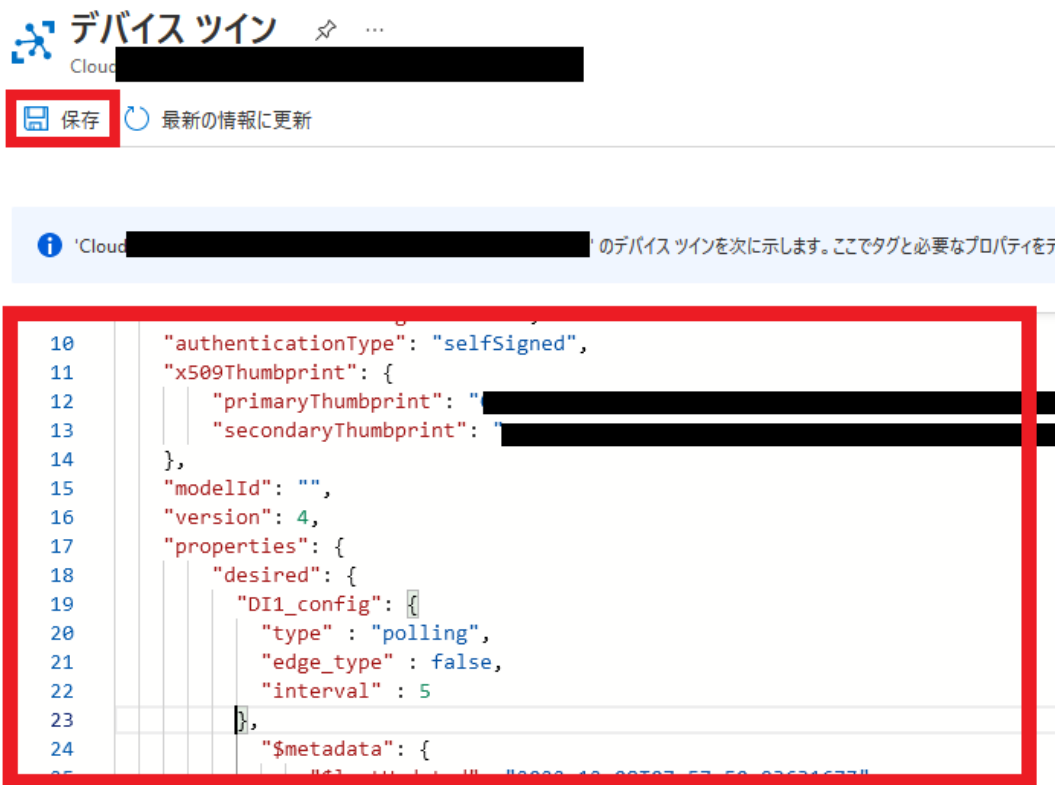 デバイス ツイン ...
Cloud
保存 最新の情報に更新
'Cloud ' のデバイス ツインを次に示します。ここでタグと必要なプロパティをデ
10 "authenticationType": "selfSigned",
11 "x509Thumbprint": {
12 "primaryThumbprint": "
13 "secondaryThumbprint": "
14 },
15 "modelId": "",
16 "version": 4,
17 "properties": {
18 "desired": {
19 "DI1_config": {
20 "type" : "polling",
21 "edge_type" : false,
22 "interval" : 5
23 },
24 "$metadata": {